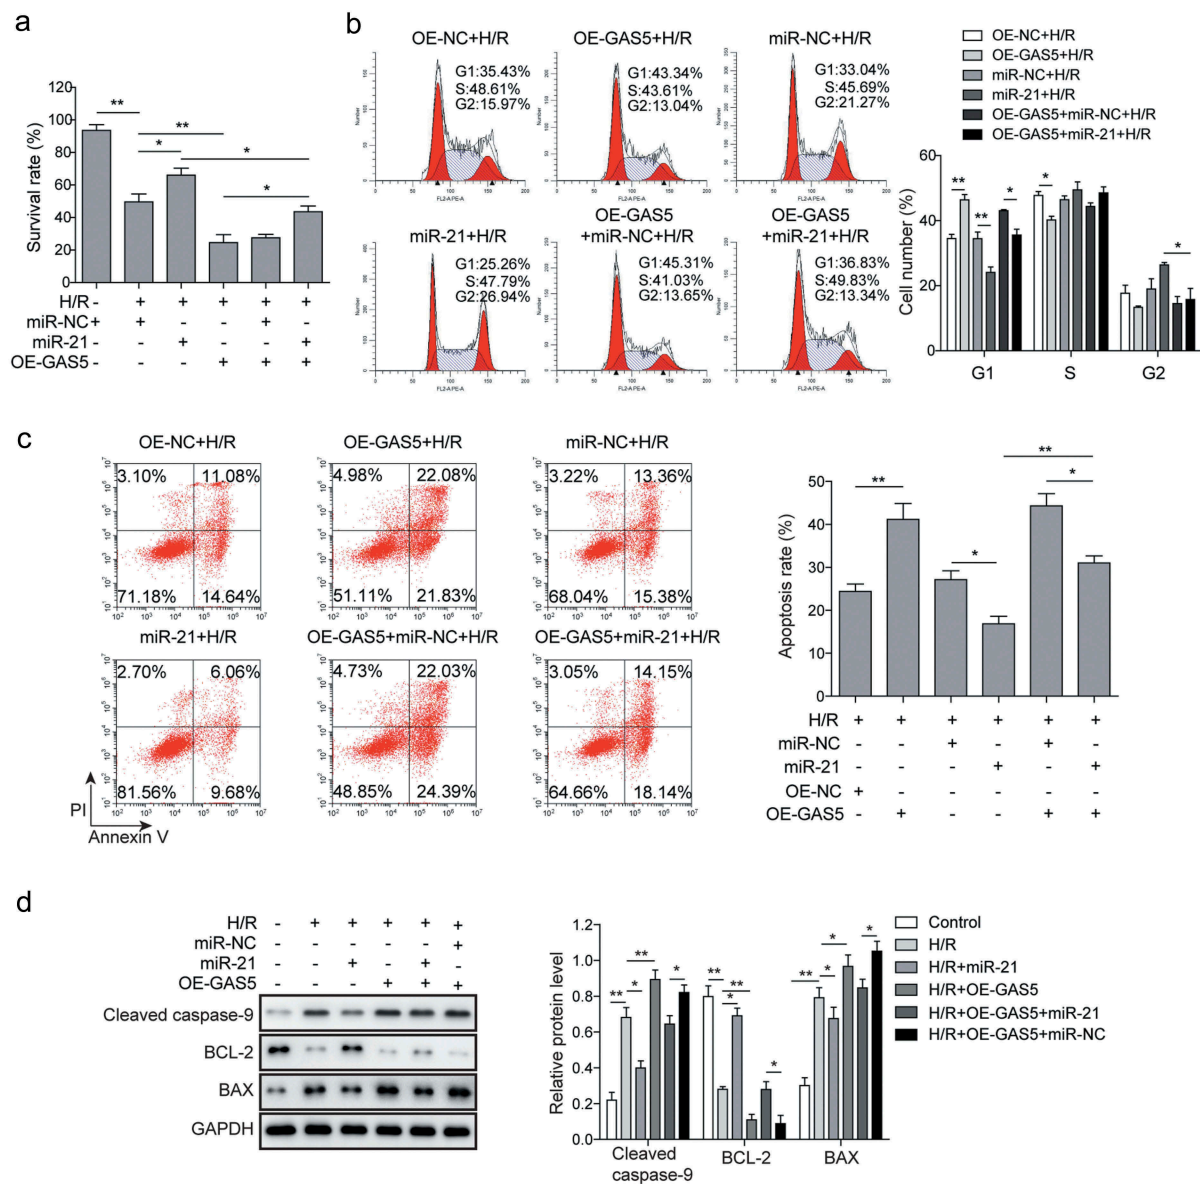 a
Survival rate (%)
120
100
80
60
40
20
0
** * ** * *
H/R - + + + + +
miR-NC + + - - + -
miR-21 - - + - - +
OE-GAS5 - - - + + +
b
OE-NC+H/R
G1:35.43%
S:48.61%
G2:15.97%
OE-GAS5+H/R
G1:43.34%
S:43.61%
G2:13.04%
miR-NC+H/R
G1:33.04%
S:45.69%
G2:21.27%
miR-21+H/R
G1:25.26%
S:47.79%
G2:26.94%
OE-GAS5
+miR-NC+H/R
G1:45.31%
S:41.03%
G2:13.65%
OE-GAS5
+miR-21+H/R
G1:36.83%
S:49.83%
G2:13.34%
Number
FL2-A PE-A
0 50 100 150 200
OE-NC+H/R
OE-GAS5+H/R
miR-NC+H/R
miR-21+H/R
OE-GAS5+miR-NC+H/R
OE-GAS5+miR-21+H/R
Cell number (%)
60
40
20
0
** ** * * *
G1 S G2
c
OE-NC+H/R
3.10% 11.08%
71.18% 14.64%
OE-GAS5+H/R
4.98% 22.08%
51.11% 21.83%
miR-NC+H/R
3.22% 13.36%
68.04% 15.38%
miR-21+H/R
2.70% 6.06%
81.56% 9.68%
OE-GAS5+miR-NC+H/R
4.73% 22.03%
48.85% 24.39%
OE-GAS5+miR-21+H/R
3.05% 14.15%
64.66% 18.14%
PI
Annexin V
Apoptosis rate (%)
50
40
30
20
10
0
** * ** *
H/R + + + + + +
miR-NC - - + - + -
miR-21 - - - + - +
OE-NC + - - - - -
OE-GAS5 - + - - + +
d
H/R - + + + + +
miR-NC - - - - - +
miR-21 - - + - + -
OE-GAS5 - - - + + +
Cleaved caspase-9
BCL-2
BAX
GAPDH
Relative protein level
1.2
1.0
0.8
0.6
0.4
0.2
0.0
** * ** * ** * ** * ** * * *
Cleaved
caspase-9
BCL-2
BAX
Control
H/R
H/R+miR-21
H/R+OE-GAS5
H/R+OE-GAS5+miR-21
H/R+OE-GAS5+miR-NC